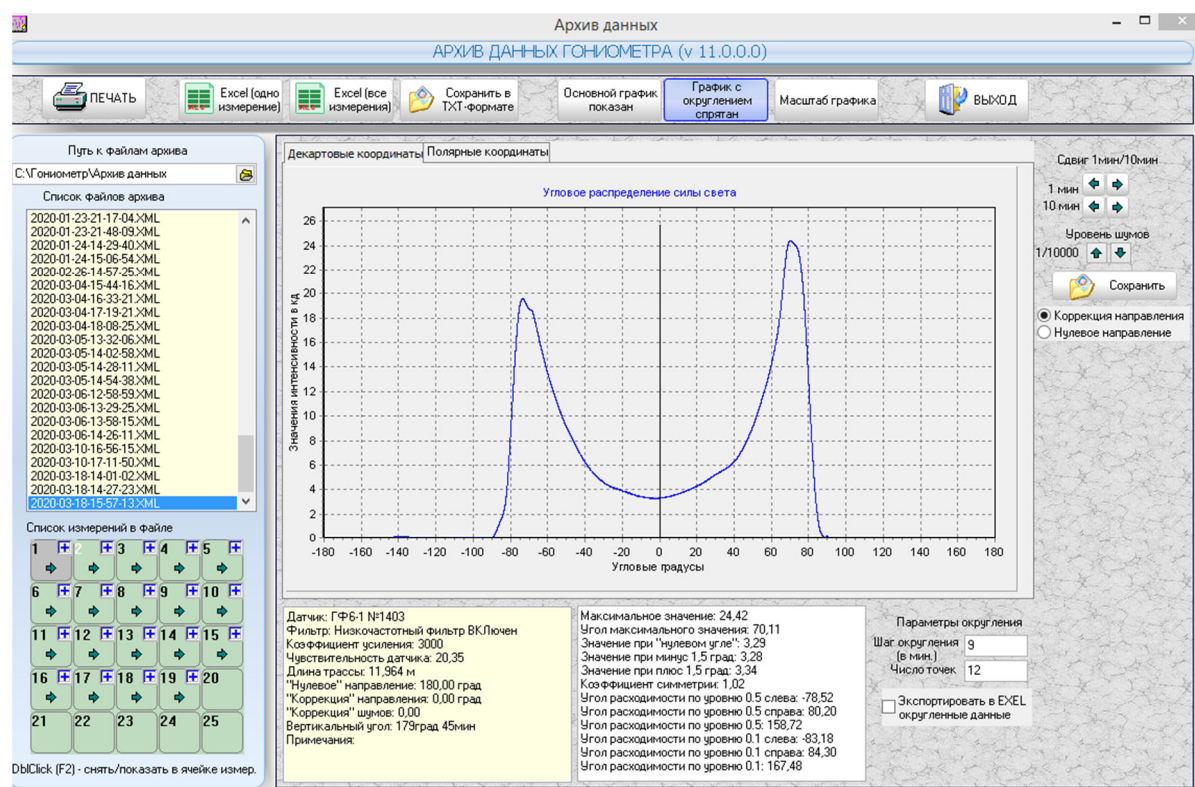 Архив данных
АРХИВ ДАННЫХ ГОНИОМЕТРА (v 11.0.0.0)
ПЕЧАТЬ
Excel (одно
измерение)
Excel (все
измерения)
Сохранить в
TXT-формате
Основной график
показан
График с
округлением
спрятан
Масштаб графика
ВЫХОД
Путь к файлам архива
C:\Гониометр\Архив данных
Список файлов архива
2020-01-23-21-17-04.XML
2020-01-23-21-48-09.XML
2020-01-24-14-29-40.XML
2020-01-24-15-06-54.XML
2020-02-26-14-57-25.XML
2020-03-04-15-44-16.XML
2020-03-04-16-33-21.XML
2020-03-04-17-19-21.XML
2020-03-04-18-08-25.XML
2020-03-05-13-32-06.XML
2020-03-05-14-02-58.XML
2020-03-05-14-28-11.XML
2020-03-05-14-54-38.XML
2020-03-06-12-58-59.XML
2020-03-06-13-29-25.XML
2020-03-06-13-58-15.XML
2020-03-06-14-26-11.XML
2020-03-10-16-56-15.XML
2020-03-10-17-11-50.XML
2020-03-18-14-01-02.XML
2020-03-18-14-27-23.XML
2020-03-18-15-57-13.XML
Список измерений в файле
1 2 3 4 5
6 7 8 9 10
11 12 13 14 15
16 17 18 19 20
21 22 23 24 25
DblClick (F2) - снять/показать в ячейке измер.
Декартовые координаты
Полярные координаты
Угловое распределение силы света
Значения интенсивности в кд
26
24
22
20
18
16
14
12
10
8
6
4
2
0
-180 -160 -140 -120 -100 -80 -60 -40 -20 0 20 40 60 80 100 120 140 160 180
Угловые градусы
Сдвиг 1мин/10мин
1 мин
10 мин
Уровень шумов
1/10000
Сохранить
Коррекция направления
Нулевое направление
Датчик: ГФ6-1 №1403
Фильтр: Низкочастотный фильтр ВКЛючен
Коэффициент усиления: 3000
Чувствительность датчика: 20,35
Длина трассы: 11,964 м
"Нулевое" направление: 180,00 град
"Коррекция" направления: 0,00 град
"Коррекция" шумов: 0,00
Вертикальный угол: 179град 45мин
Примечания:
Максимальное значение: 24,42
Угол максимального значения: 70,11
Значение при "нулевом угле": 3,29
Значение при минус 1,5 град: 3,28
Значение при плюс 1,5 град: 3,34
Коэффициент симметрии: 1,02
Угол расходимости по уровню 0.5 слева: -78,52
Угол расходимости по уровню 0.5 справа: 80,20
Угол расходимости по уровню 0.5: 158,72
Угол расходимости по уровню 0.1 слева: -83,18
Угол расходимости по уровню 0.1 справа: 84,30
Угол расходимости по уровню 0.1: 167,48
Параметры округления
Шаг округления
(в мин.)
9
Число точек
12
Экспортировать в EXEL
округленные данные